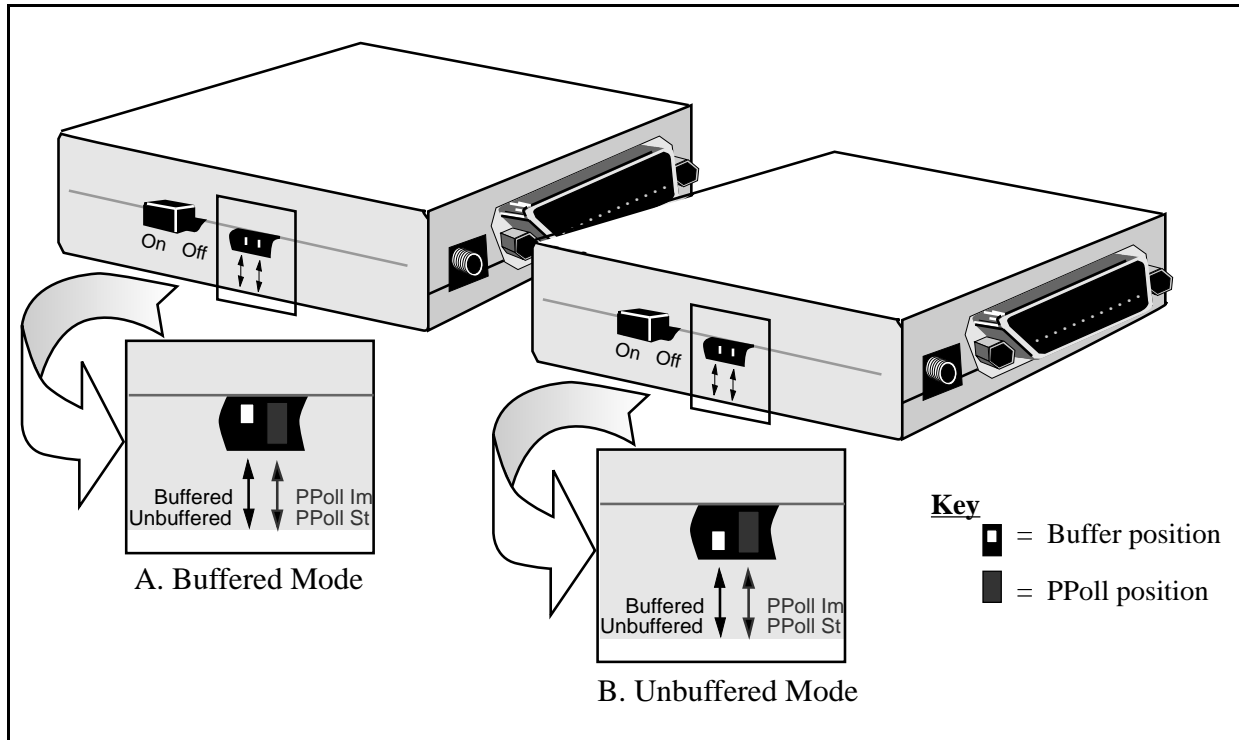 On Off
On Off
Buffered PPoll Im
Unbuffered PPoll St
A. Buffered Mode
Buffered PPoll Im
Unbuffered PPoll St
B. Unbuffered Mode
Key
= Buffer position
= PPoll position